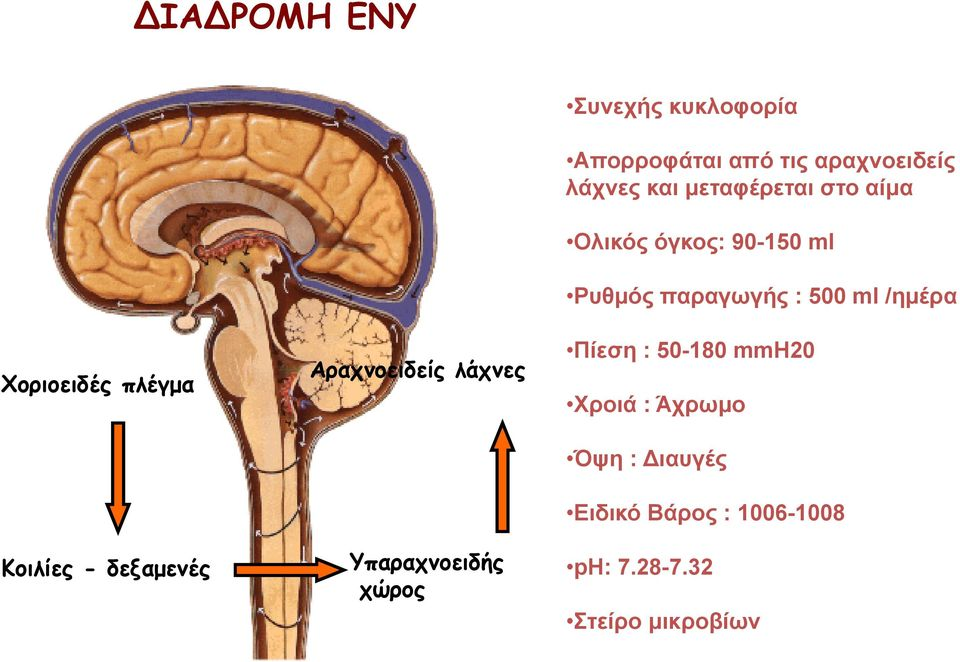 ΔΙΑΔΡΟΜΗ ΕΝΥ
•Συνεχής κυκλοφορία
•Απορροφάται από τις αραχνοειδείς
λάχνες και μεταφέρεται στο αίμα
•Ολικός όγκος: 90-150 ml
•Ρυθμός παραγωγής : 500 ml /ημέρα
•Πίεση : 50-180 mmH20
•Χροιά : Άχρωμο
•Όψη : Διαυγές
•Ειδικό Βάρος : 1006-1008
•pH: 7.28-7.32
•Στείρο μικροβίων
Χοριοειδές πλέγμα
Αραχνοειδείς λάχνες
Κοιλίες - δεξαμενές
Υπαραχνοειδής
χώρος